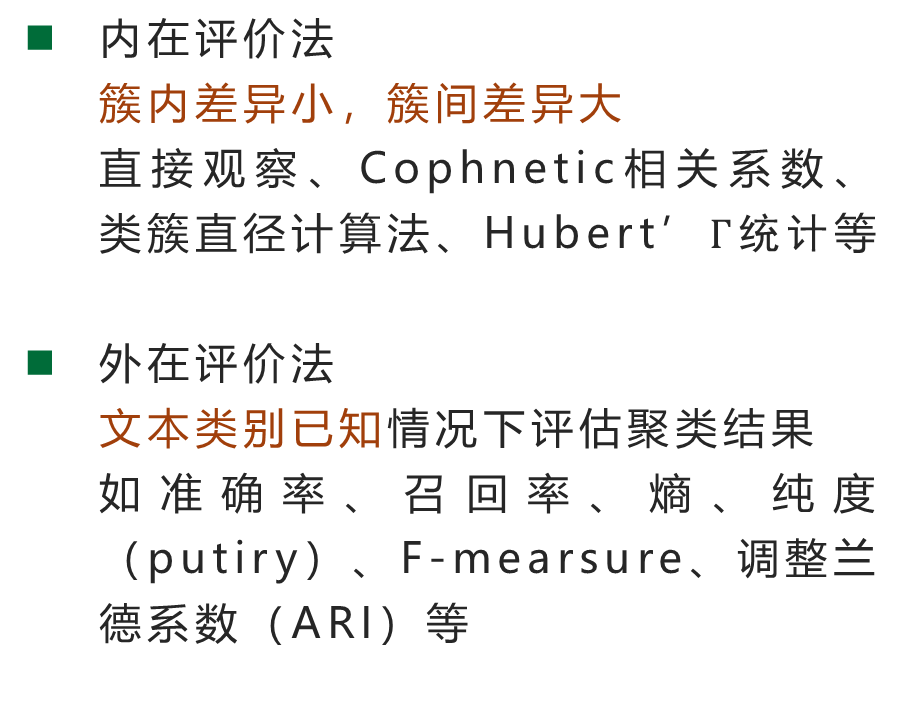 内在评价法
簇内差异小，簇间差异大
直接观察、Cophnetic相关系数、
类簇直径计算法、Hubert’Γ统计等
外在评价法
文本类别已知情况下评估聚类结果
如准确率、召回率、熵、纯度
（putiry）、F-mearsure、调整兰
德系数（ARI）等